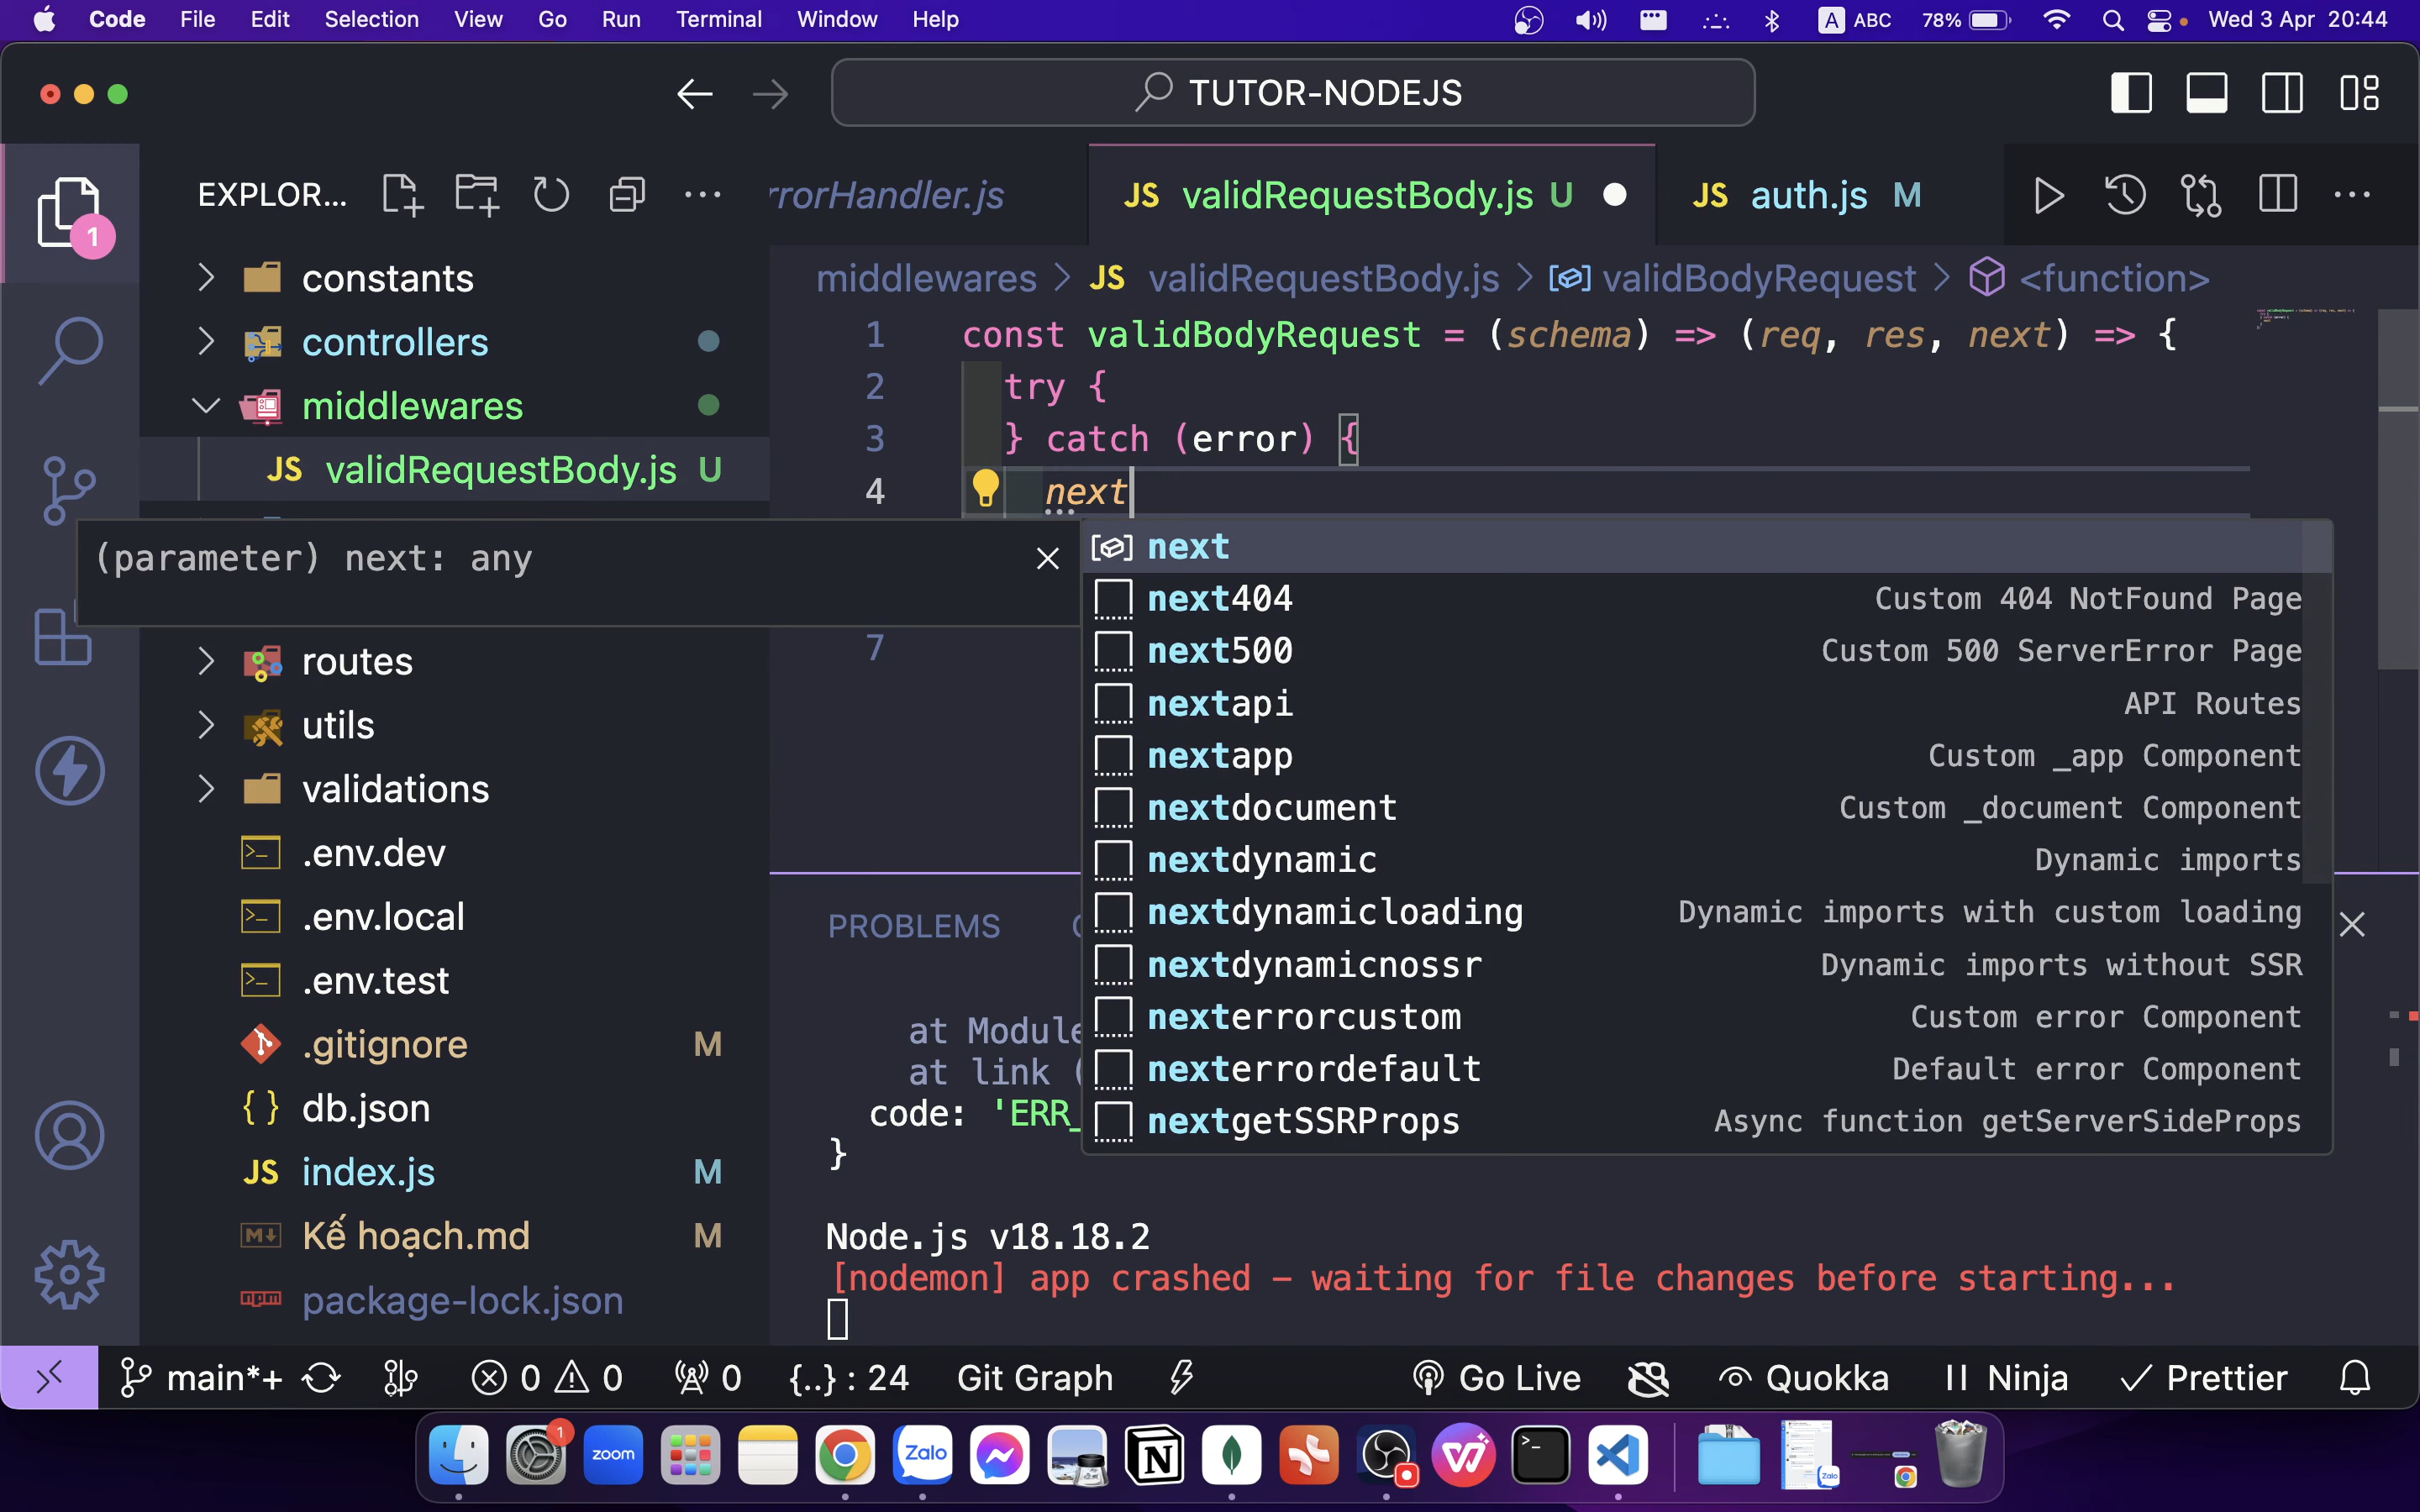 Code File Edit Selection View Go Run Terminal Window Help A ABC 78% Wed 3 Apr 20:44
TUTOR-NODEJS
EXPLOR...
rrorHandler.js
JS validRequestBody.js U
JS auth.js M
1
constants
controllers
middlewares
JS validRequestBody.js U
middlewares > JS validRequestBody.js > validBodyRequest > <function>
1 const validBodyRequest = (schema) => (req, res, next) => {
2 try {
3 } catch (error) {
4 next
(parameter) next: any
7
next
next404 Custom 404 NotFound Page
next500 Custom 500 ServerError Page
nextapi API Routes
nextapp Custom _app Component
nextdocument Custom _document Component
nextdynamic Dynamic imports
nextdynamicloading Dynamic imports with custom loading
nextdynamicnossr Dynamic imports without SSR
nexterrorcustom Custom error Component
nexterrordefault Default error Component
nextgetSSRProps Async function getServerSideProps
routes
utils
validations
.env.dev
.env.local
.env.test
.gitignore M
{ } db.json
JS index.js M
Kế hoạch.md M
npm package-lock.json
PROBLEMS
at Module
at link (
code: 'ERR_
}
Node.js v18.18.2
[nodemon] app crashed - waiting for file changes before starting...
main*+ 0 0 0 {..} : 24 Git Graph Go Live Quokka Ninja Prettier
1
zoom
Zalo
N
W
Zalo